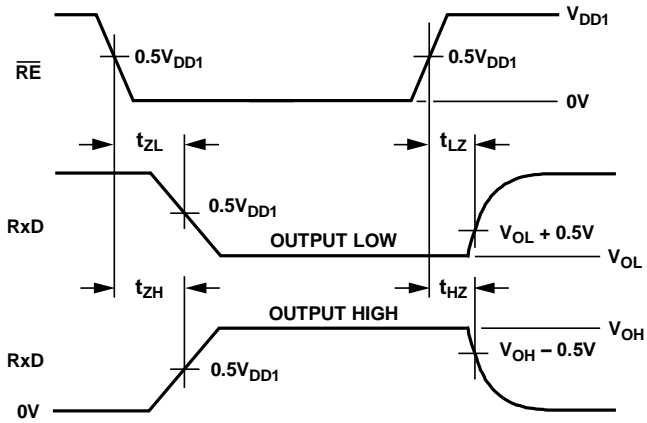 V_DD1
0.5V_DD1
0.5V_DD1
R̅E̅
0V
t_ZL
t_LZ
RxD
0.5V_DD1
V_OL + 0.5V
OUTPUT LOW
V_OL
t_ZH
t_HZ
OUTPUT HIGH
V_OH
V_OH – 0.5V
RxD
0.5V_DD1
0V